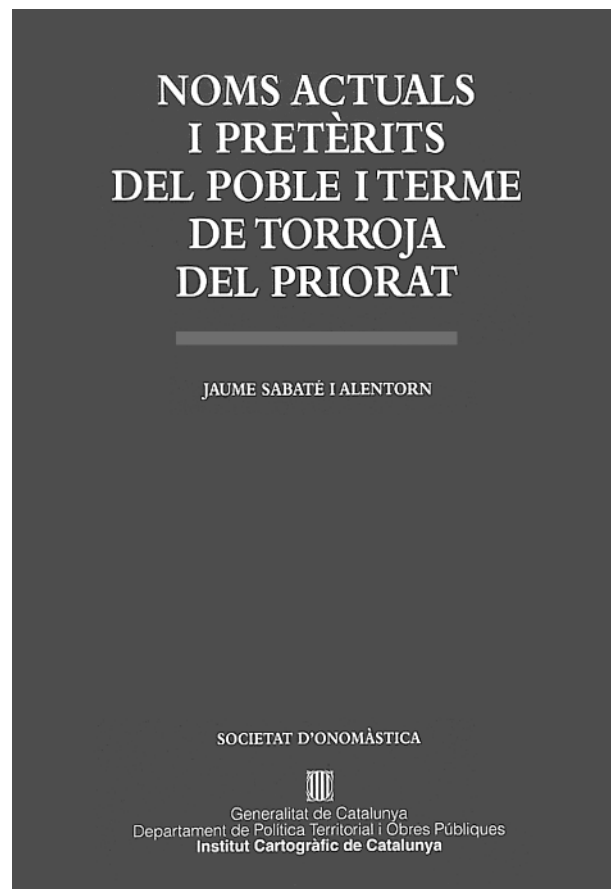 NOMS ACTUALS
I PRETÈRITS
DEL POBLE I TERME
DE TORROJA
DEL PRIORAT
JAUME SABATÉ I ALENTORN
SOCIETAT D'ONOMÀSTICA
Generalitat de Catalunya
Departament de Política Territorial i Obres Públiques
Institut Cartogràfic de Catalunya